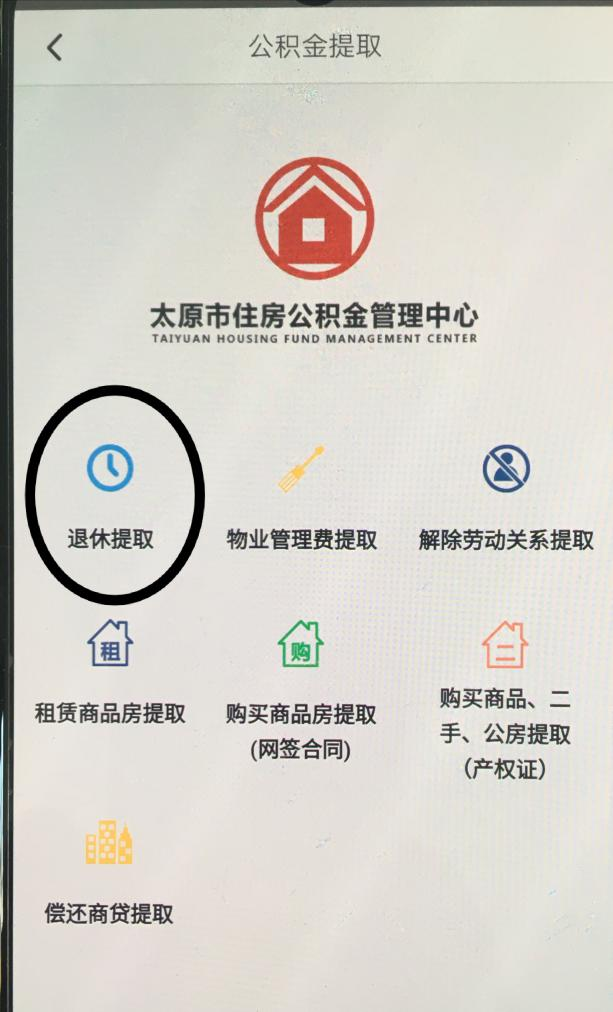 公积金提取
太原市住房公积金管理中心
TAIYUAN HOUSING FUND MANAGEMENT CENTER
退休提取
物业管理费提取
解除劳动关系提取
租
租赁商品房提取
购
购买商品房提取
(网签合同)
二
购买商品、二
手、公房提取
（产权证）
偿还商贷提取